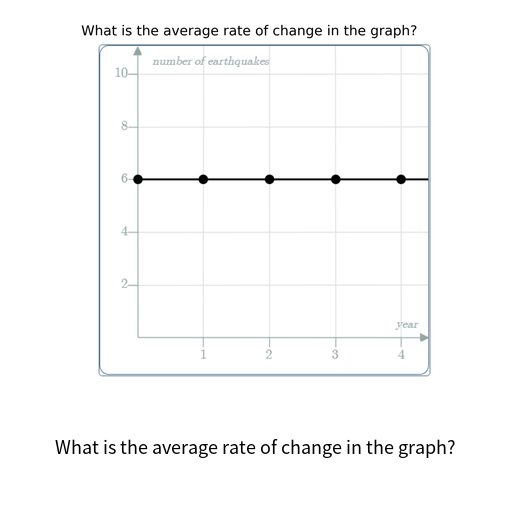 What is the average rate of change in the graph?
number of earthquakes
10
8
6
4
2
year
1 2 3 4
What is the average rate of change in the graph?